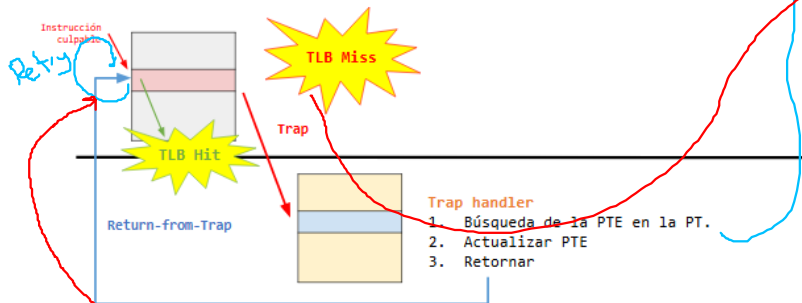 Instrucción
culpable
Retry
TLB Miss
Trap
TLB Hit
Return-from-Trap
Trap handler
1. Búsqueda de la PTE en la PT.
2. Actualizar PTE
3. Retornar